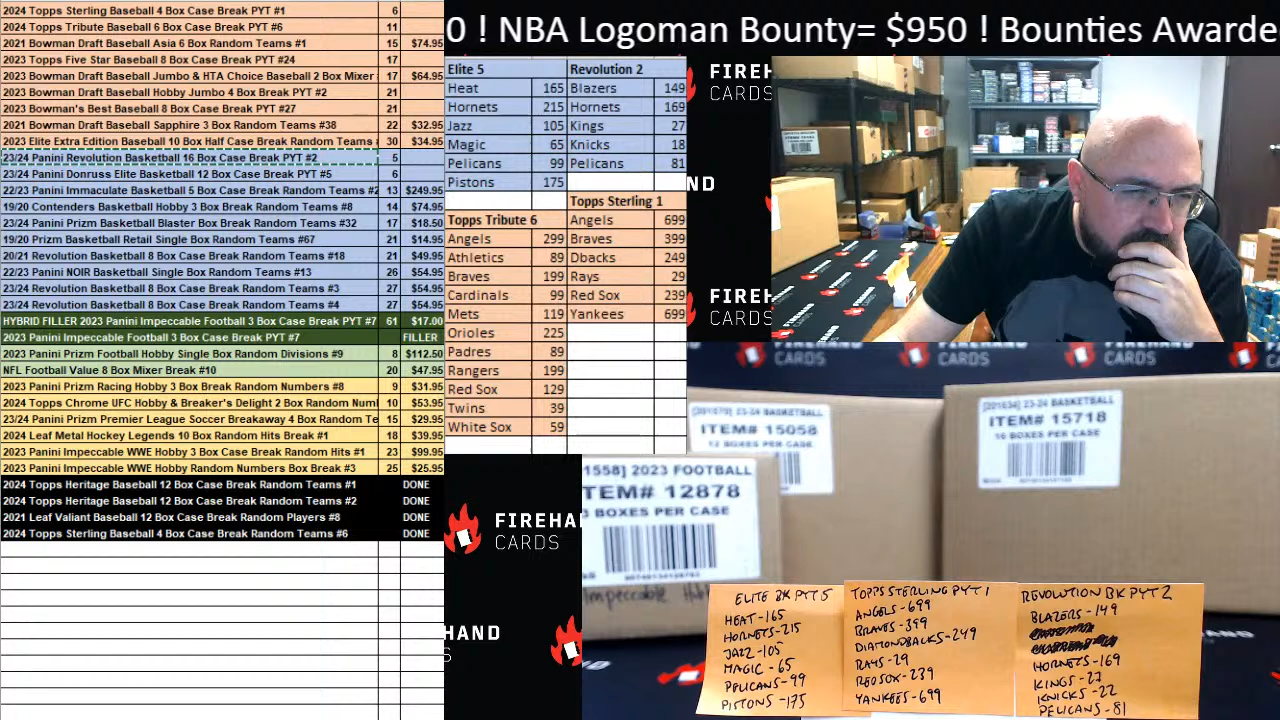 2024 Topps Sterling Baseball 4 Box Case Break PYT #1 6
2024 Topps Tribute Baseball 6 Box Case Break PYT #6 11
2021 Bowman Draft Baseball Asia 6 Box Random Teams #1 15 $74.95
2023 Topps Five Star Baseball 8 Box Case Break PYT #24 17
2023 Bowman Draft Baseball Jumbo & HTA Choice Baseball 2 Box Mixer 17 $64.95
2023 Bowman Draft Baseball Hobby Jumbo 4 Box Break PYT #2 21
2023 Bowman's Best Baseball 8 Box Case Break PYT #27 21
2021 Bowman Draft Baseball Sapphire 3 Box Random Teams #38 22 $32.95
2023 Elite Extra Edition Baseball 10 Box Half Case Break Random Teams 30 $34.95
23/24 Panini Revolution Basketball 16 Box Case Break PYT #2 5
23/24 Panini Donruss Elite Basketball 12 Box Case Break PYT #5 6
22/23 Panini Immaculate Basketball 5 Box Case Break Random Teams #2 13 $249.95
19/20 Contenders Basketball Hobby 3 Box Random Teams #8 14 $74.95
23/24 Panini Prizm Basketball Blaster Box Random Teams #32 17 $18.50
19/20 Prizm Basketball Retail Single Box Random Teams #67 21 $14.95
20/21 Revolution Basketball 8 Box Case Break Random Teams #18 21 $49.95
22/23 Panini NOIR Basketball Single Box Random Teams #13 26 $54.95
23/24 Revolution Basketball 8 Box Case Break Random Teams #3 27 $54.95
23/24 Revolution Basketball 8 Box Case Break Random Teams #4 27 $54.95
HYBRID FILLER 2023 Panini Impeccable Football 3 Box Case Break PYT #7 61 $17.00
2023 Panini Impeccable Football 3 Box Case Break PYT #7 FILLER
2023 Panini Prizm Football Hobby Single Box Random Divisions #9 8 $112.50
NFL Football Value 8 Box Mixer Break #10 20 $47.95
2023 Panini Prizm Racing Hobby 3 Box Break Random Numbers #8 9 $31.95
2024 Topps Chrome UFC Hobby & Breaker's Delight 2 Box Random Numl 10 $53.95
23/24 Panini Prizm Premier League Soccer Breakaway 4 Box Random Te 15 $29.95
2024 Leaf Metal Hockey Legends 10 Box Random Hits Break #1 18 $39.95
2023 Panini Impeccable WWE Hobby 3 Box Case Break Random Hits #1 23 $99.95
2023 Panini Impeccable WWE Hobby Random Numbers Box Break #3 25 $25.95
2024 Topps Heritage Baseball 12 Box Case Break Random Teams #1 DONE
2024 Topps Heritage Baseball 12 Box Case Break Random Teams #2 DONE
2021 Leaf Valiant Baseball 12 Box Case Break Random Players #8 DONE
2024 Topps Sterling Baseball 4 Box Case Break Random Teams #6 DONE
0 ! NBA Logoman Bounty= $950 ! Bounties Awarde
Elite 5
Heat 165
Hornets 215
Jazz 105
Magic 65
Pelicans 99
Pistons 175
Revolution 2
Blazers 149
Hornets 169
Kings 27
Knicks 18
Pelicans 81
Topps Tribute 6
Angels 299
Athletics 89
Braves 199
Cardinals 99
Mets 119
Orioles 225
Padres 89
Rangers 199
Red Sox 129
Twins 39
White Sox 59
Topps Sterling 1
Angels 699
Braves 399
Dbacks 249
Rays 29
Red Sox 239
Yankees 699
FIREH
CARDS
ND
FIREH
CARDS
FIREHAND
CARDS
HAND
S
FIREHAND
CARDS
[201670] 23-24 BASKETBALL
ITEM# 15058
12 BOXES PER CASE
[201634] 23-24 BASKETBALL
ITEM# 15718
16 BOXES PER CASE
1558] 2023 FOOTBALL
TEM# 12878
3 BOXES PER CASE
Impeccable
ELITE BK PYT 5
HEAT-165
HORNETS-215
JAZZ-105
MAGIC-65
PELICANS-99
PISTONS-175
TOPPS STERLING PYT 1
ANGELS-699
BRAVES-399
DIAMONDBACKS-249
RAYS-29
RED SOX-239
YANKEES-699
REVOLUTION BK PYT 2
BLAZERS-149
HORNETS-169
KINGS-27
KNICKS-22
PELICANS-81